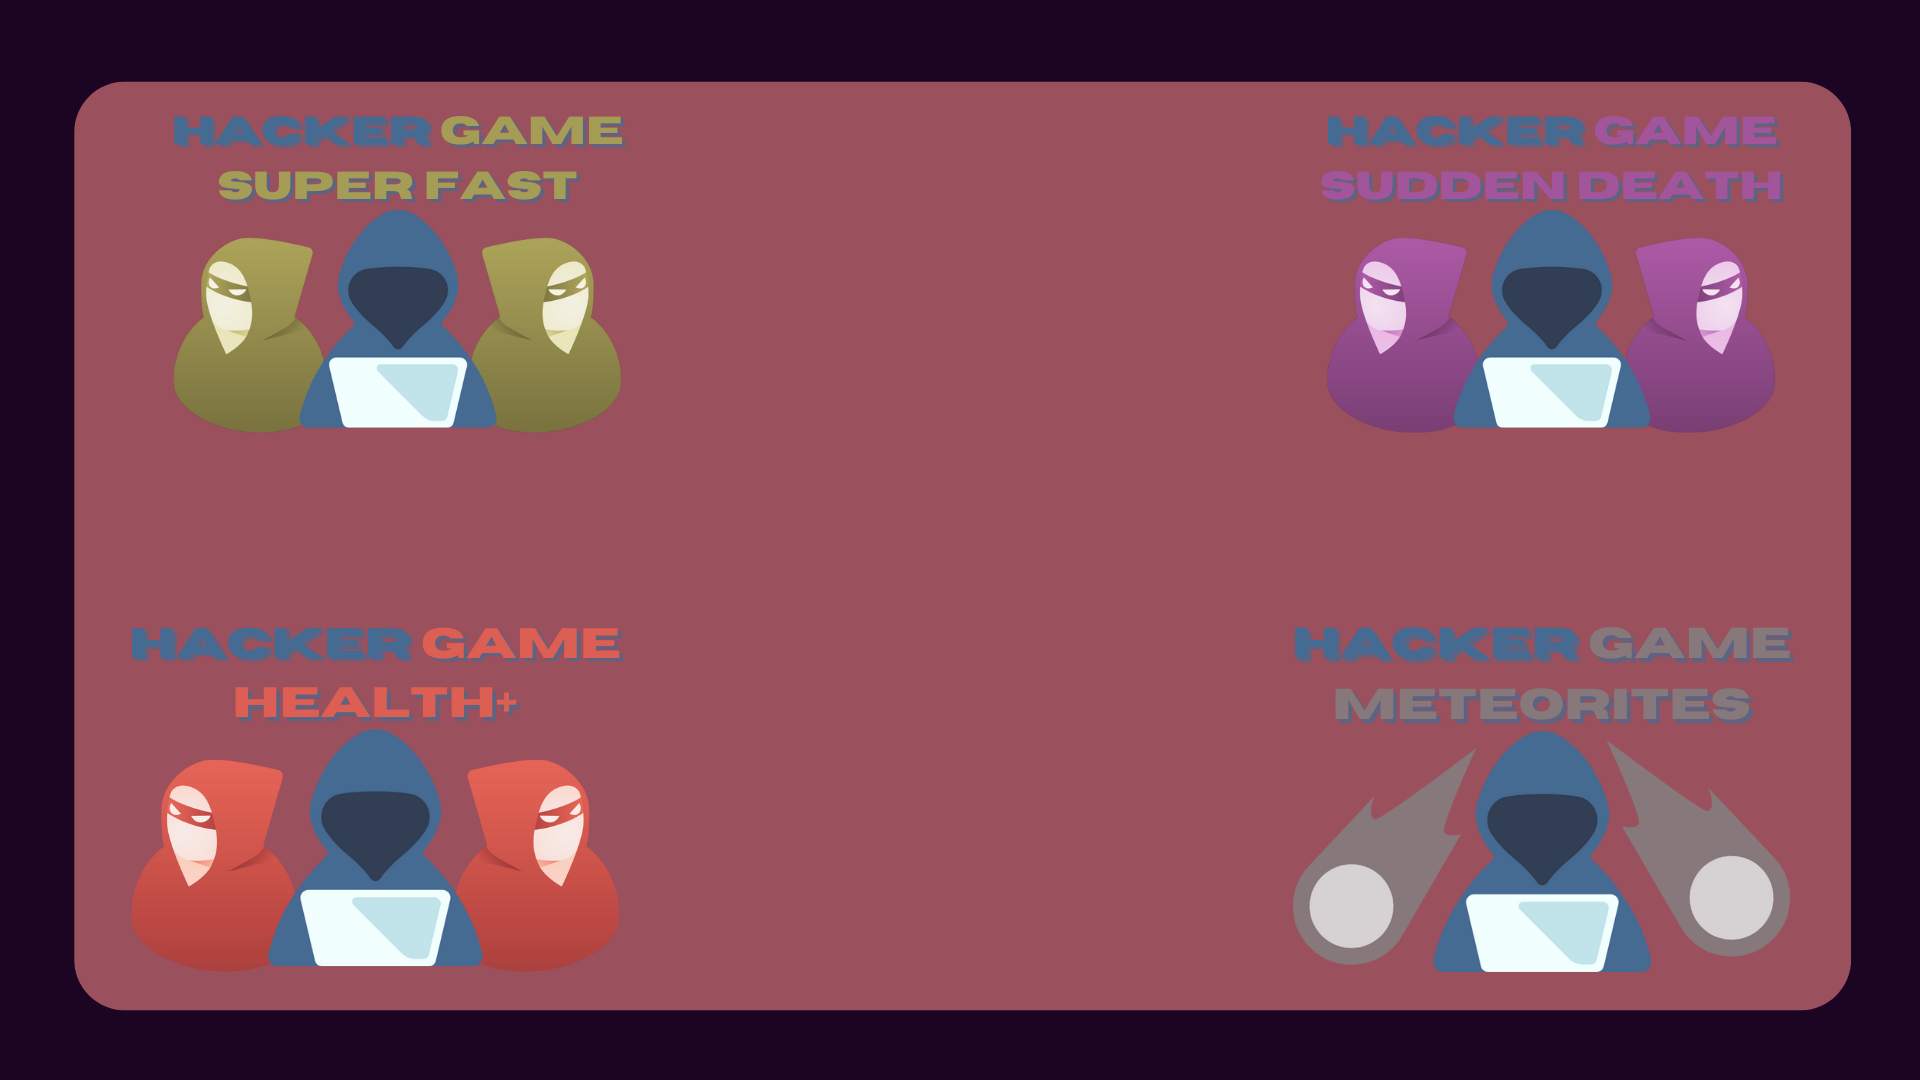 HACKER GAME
SUPER FAST
HACKER GAME
SUDDEN DEATH
HACKER GAME
HEALTH+
HACKER GAME
METEORITES